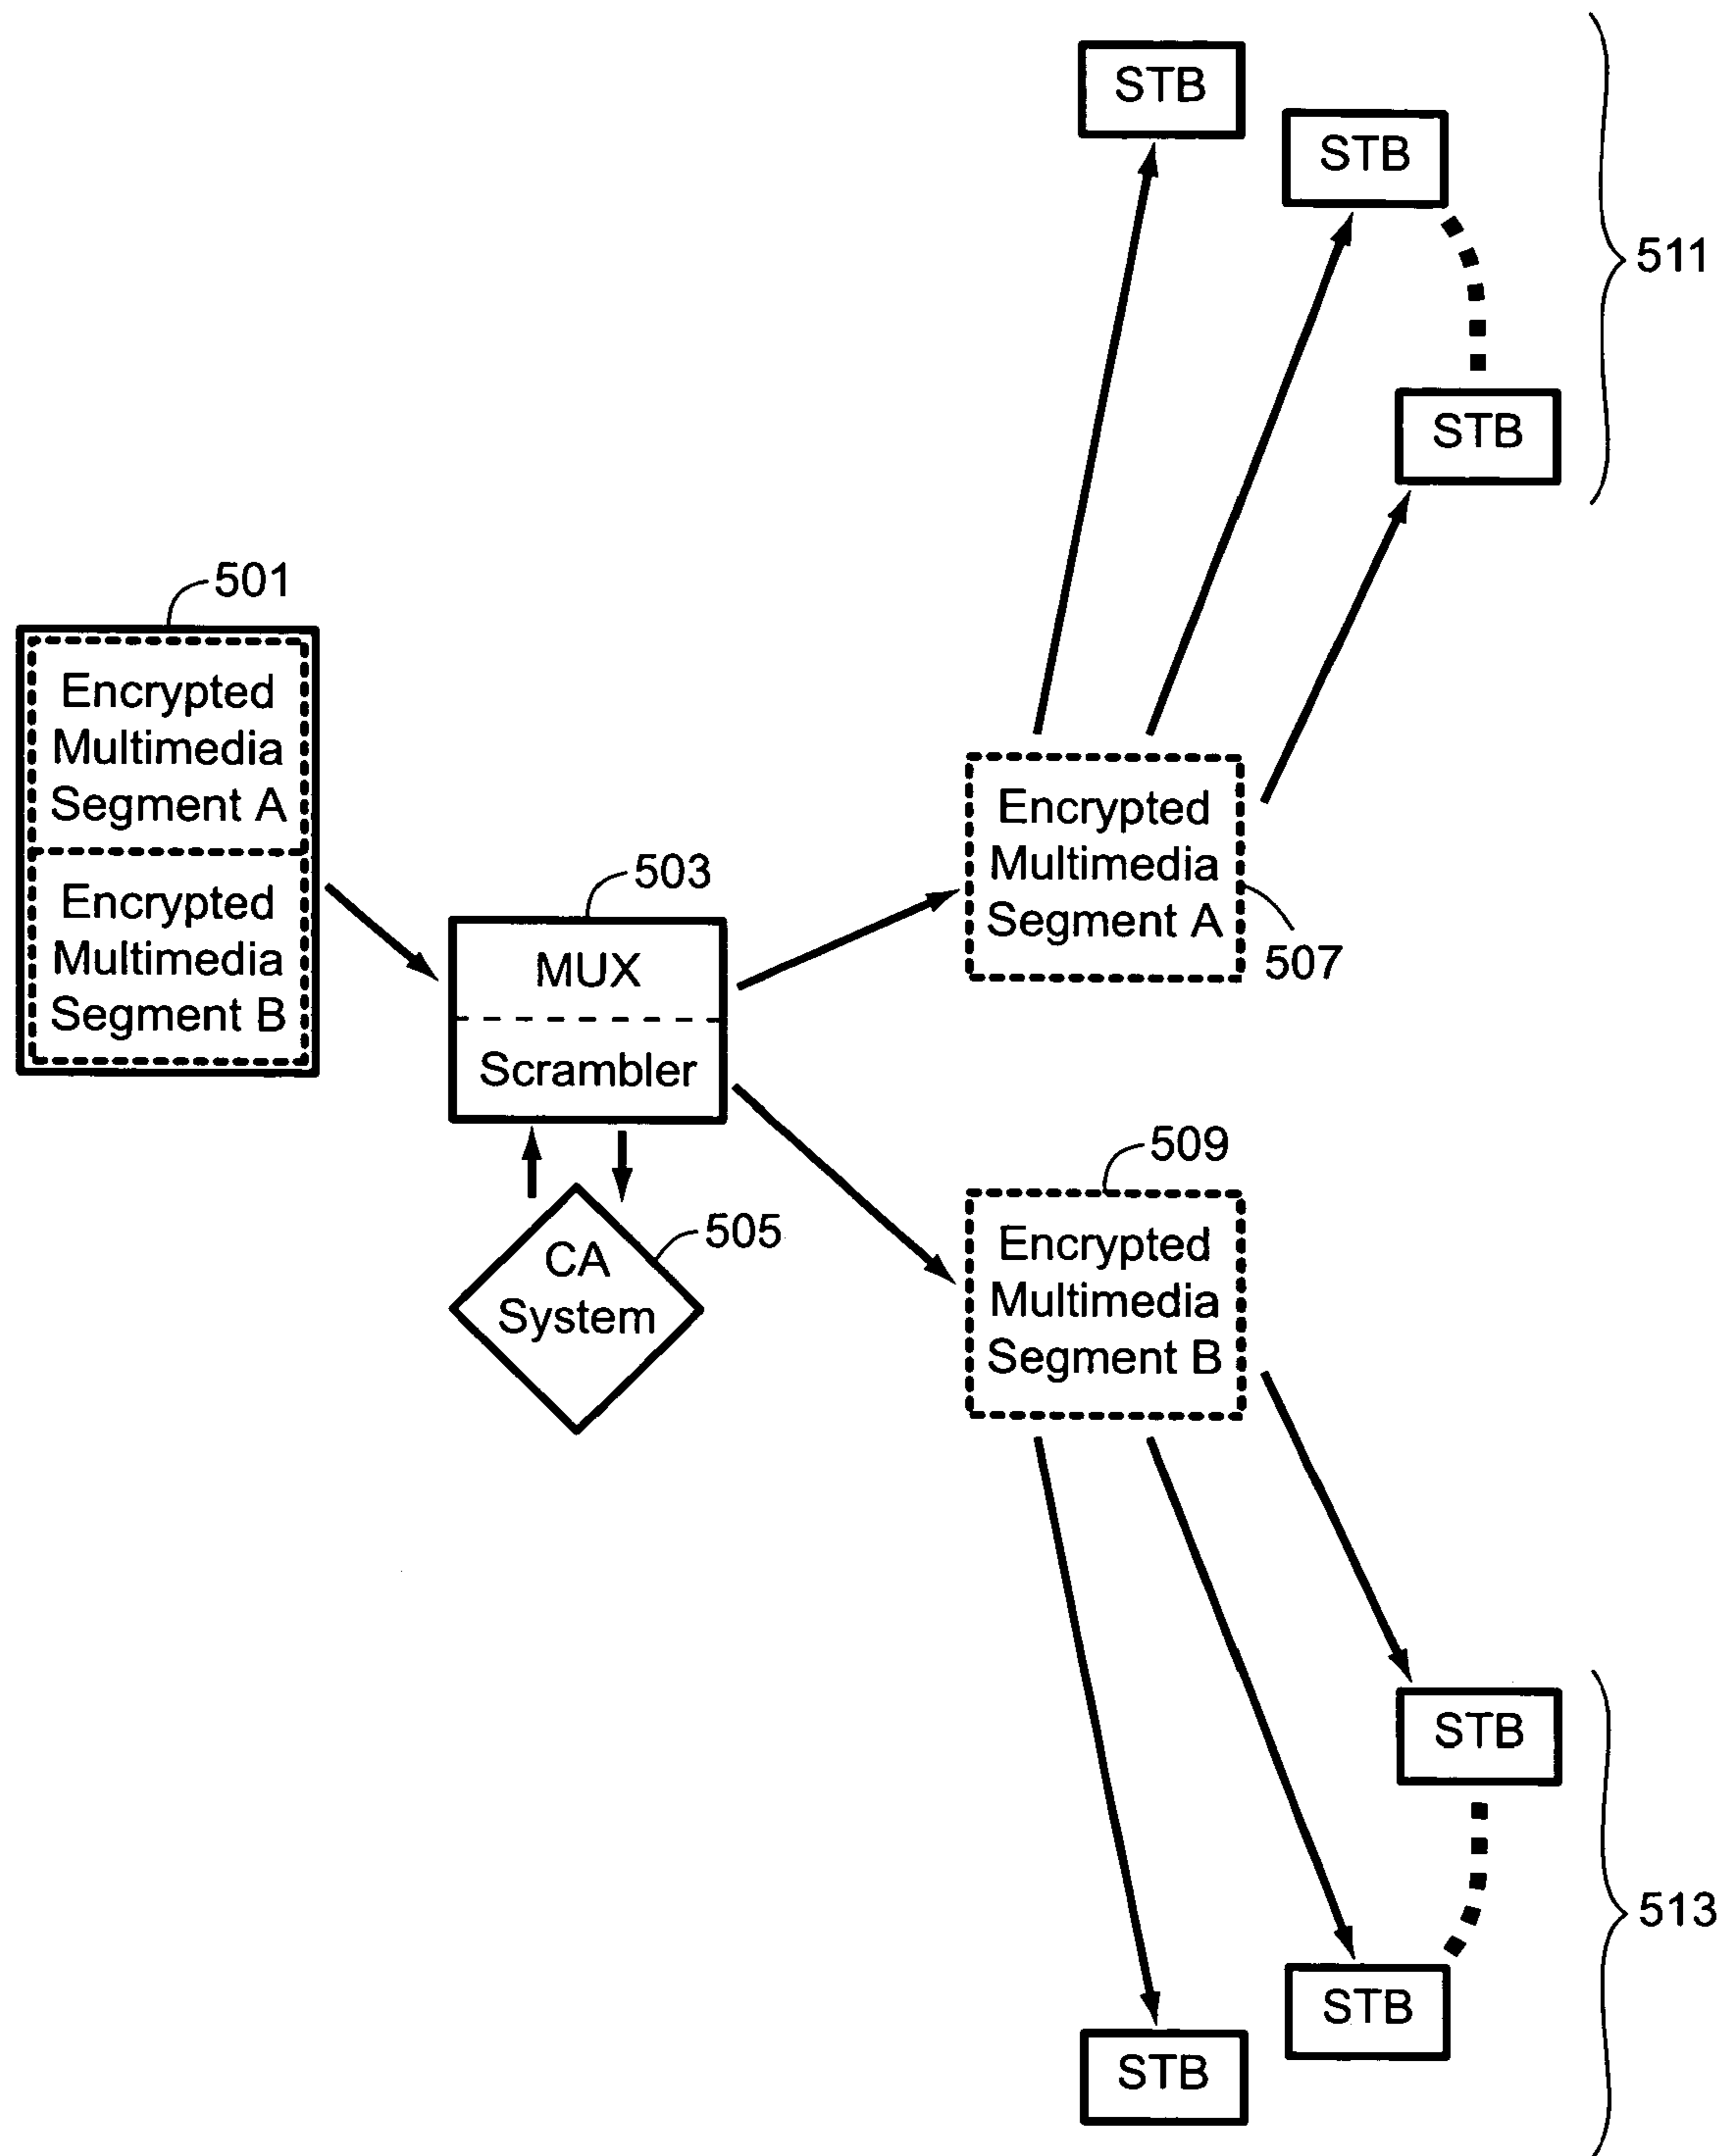 STB
STB
511
STB
501
Encrypted
Multimedia
Segment A
Encrypted
Multimedia
Segment B
503
MUX
Scrambler
Encrypted
Multimedia
Segment A
507
505
CA
System
509
Encrypted
Multimedia
Segment B
STB
513
STB
STB